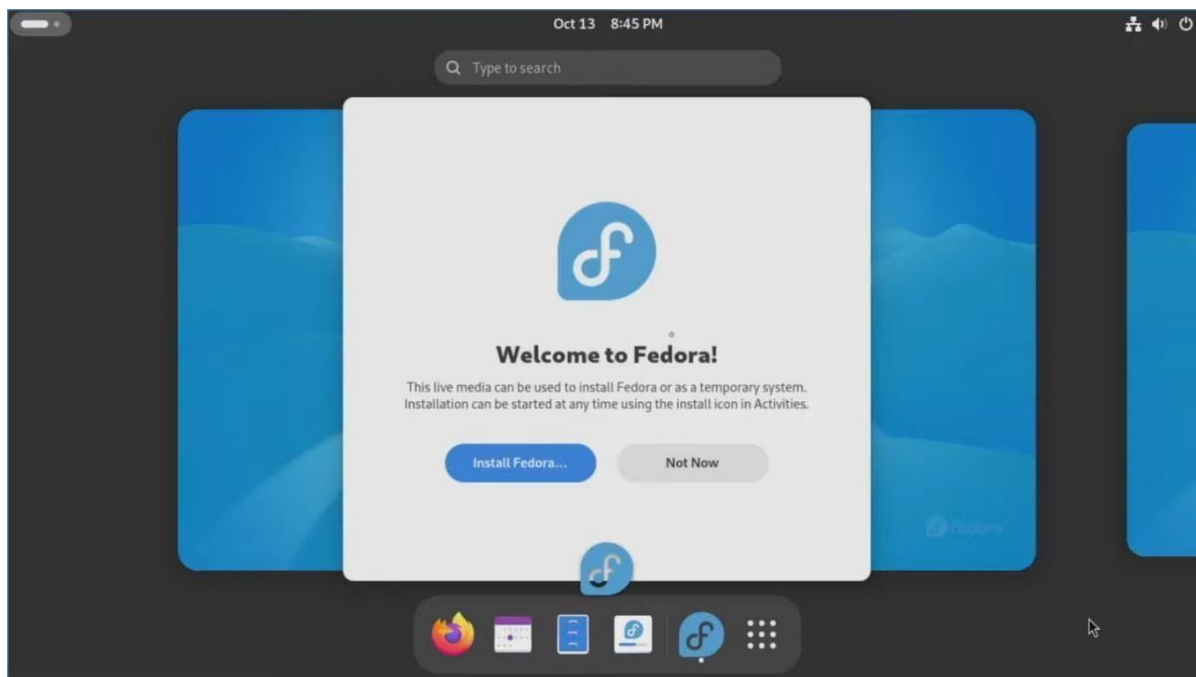 Oct 13 8:45 PM
Type to search
Welcome to Fedora!
This live media can be used to install Fedora or as a temporary system.
Installation can be started at any time using the install icon in Activities.
Install Fedora...
Not Now
fedora